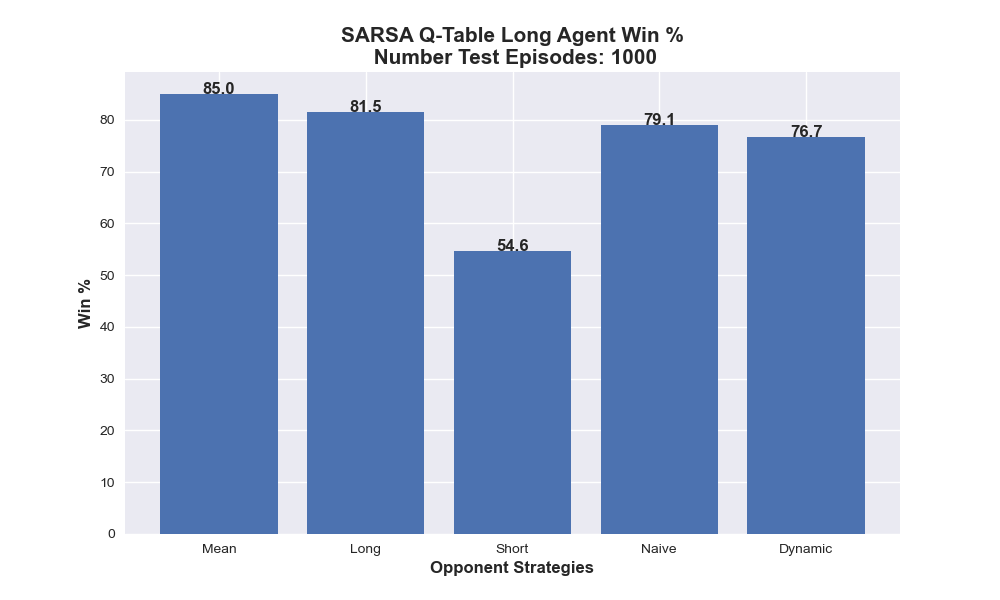 SARSA Q-Table Long Agent Win %
Number Test Episodes: 1000
85.0
81.5
54.6
79.1
76.7
80
70
60
50
40
30
20
10
0
Win %
Mean
Long
Short
Naive
Dynamic
Opponent Strategies